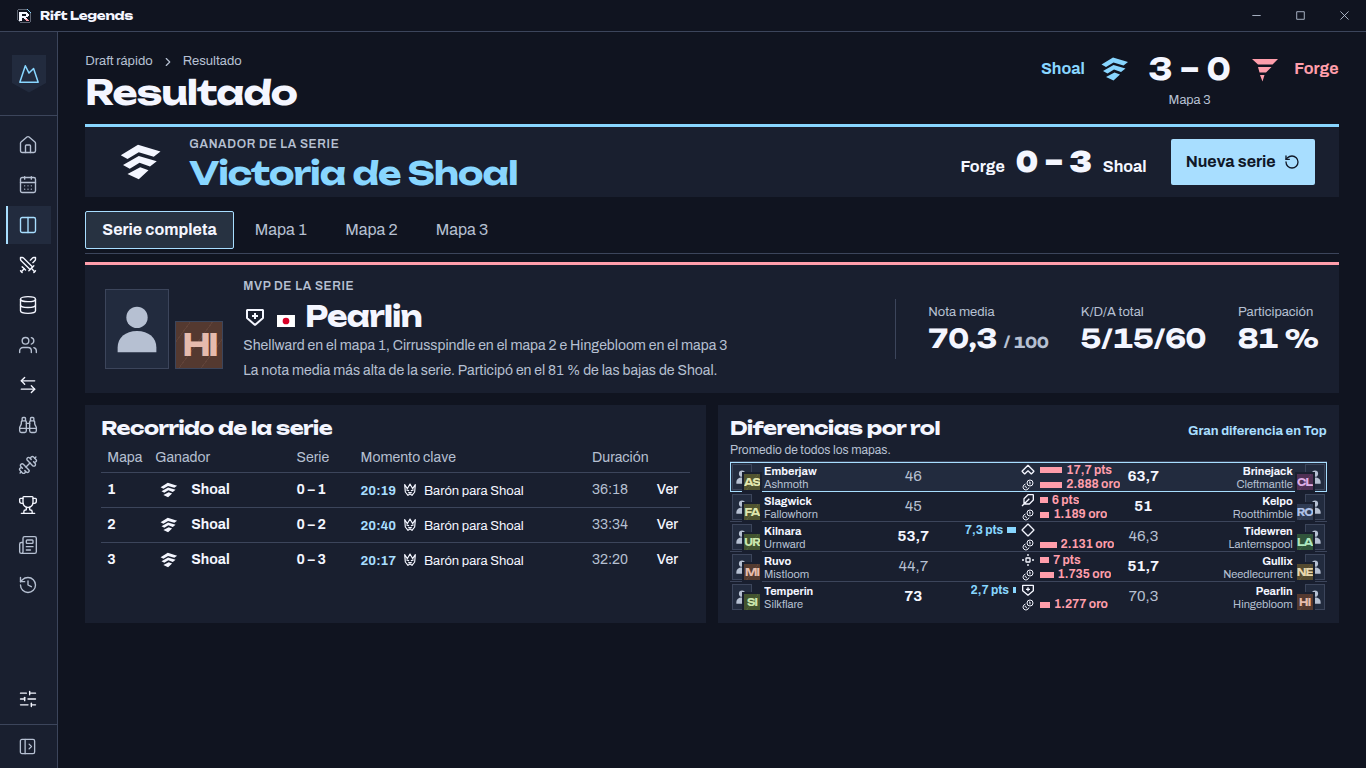 Rift Legends
Draft rápido > Resultado
Resultado
Shoal 3 – 0 Forge
Mapa 3
GANADOR DE LA SERIE
Victoria de Shoal
Forge 0 – 3 Shoal
Nueva serie
Serie completa Mapa 1 Mapa 2 Mapa 3
MVP DE LA SERIE
HI
Pearlin
Shellward en el mapa 1, Cirrusspindle en el mapa 2 e Hingebloom en el mapa 3
La nota media más alta de la serie. Participó en el 81 % de las bajas de Shoal.
Nota media K/D/A total Participación
70,3 / 100 5/15/60 81 %
Recorrido de la serie
Mapa Ganador Serie Momento clave Duración
1 Shoal 0 – 1 20:19 Barón para Shoal 36:18 Ver
2 Shoal 0 – 2 20:40 Barón para Shoal 33:34 Ver
3 Shoal 0 – 3 20:17 Barón para Shoal 32:20 Ver
Diferencias por rol Gran diferencia en Top
Promedio de todos los mapas.
Emberjaw 17,7 pts Brinejack
AS 46 63,7 CL
Ashmoth 2.888 oro Cleftmantle
Slagwick 6 pts Kelpo
FA 45 51 RO
Fallowhorn 1.189 oro Rootthimble
Kilnara 7,3 pts Tidewren
UR 53,7 46,3 LA
Urnward 2.131 oro Lanternspool
Ruvo 7 pts Gullix
MI 44,7 51,7 NE
Mistloom 1.735 oro Needlecurrent
Temperin 2,7 pts Pearlin
SI 73 70,3 HI
Silkflare 1.277 oro Hingebloom